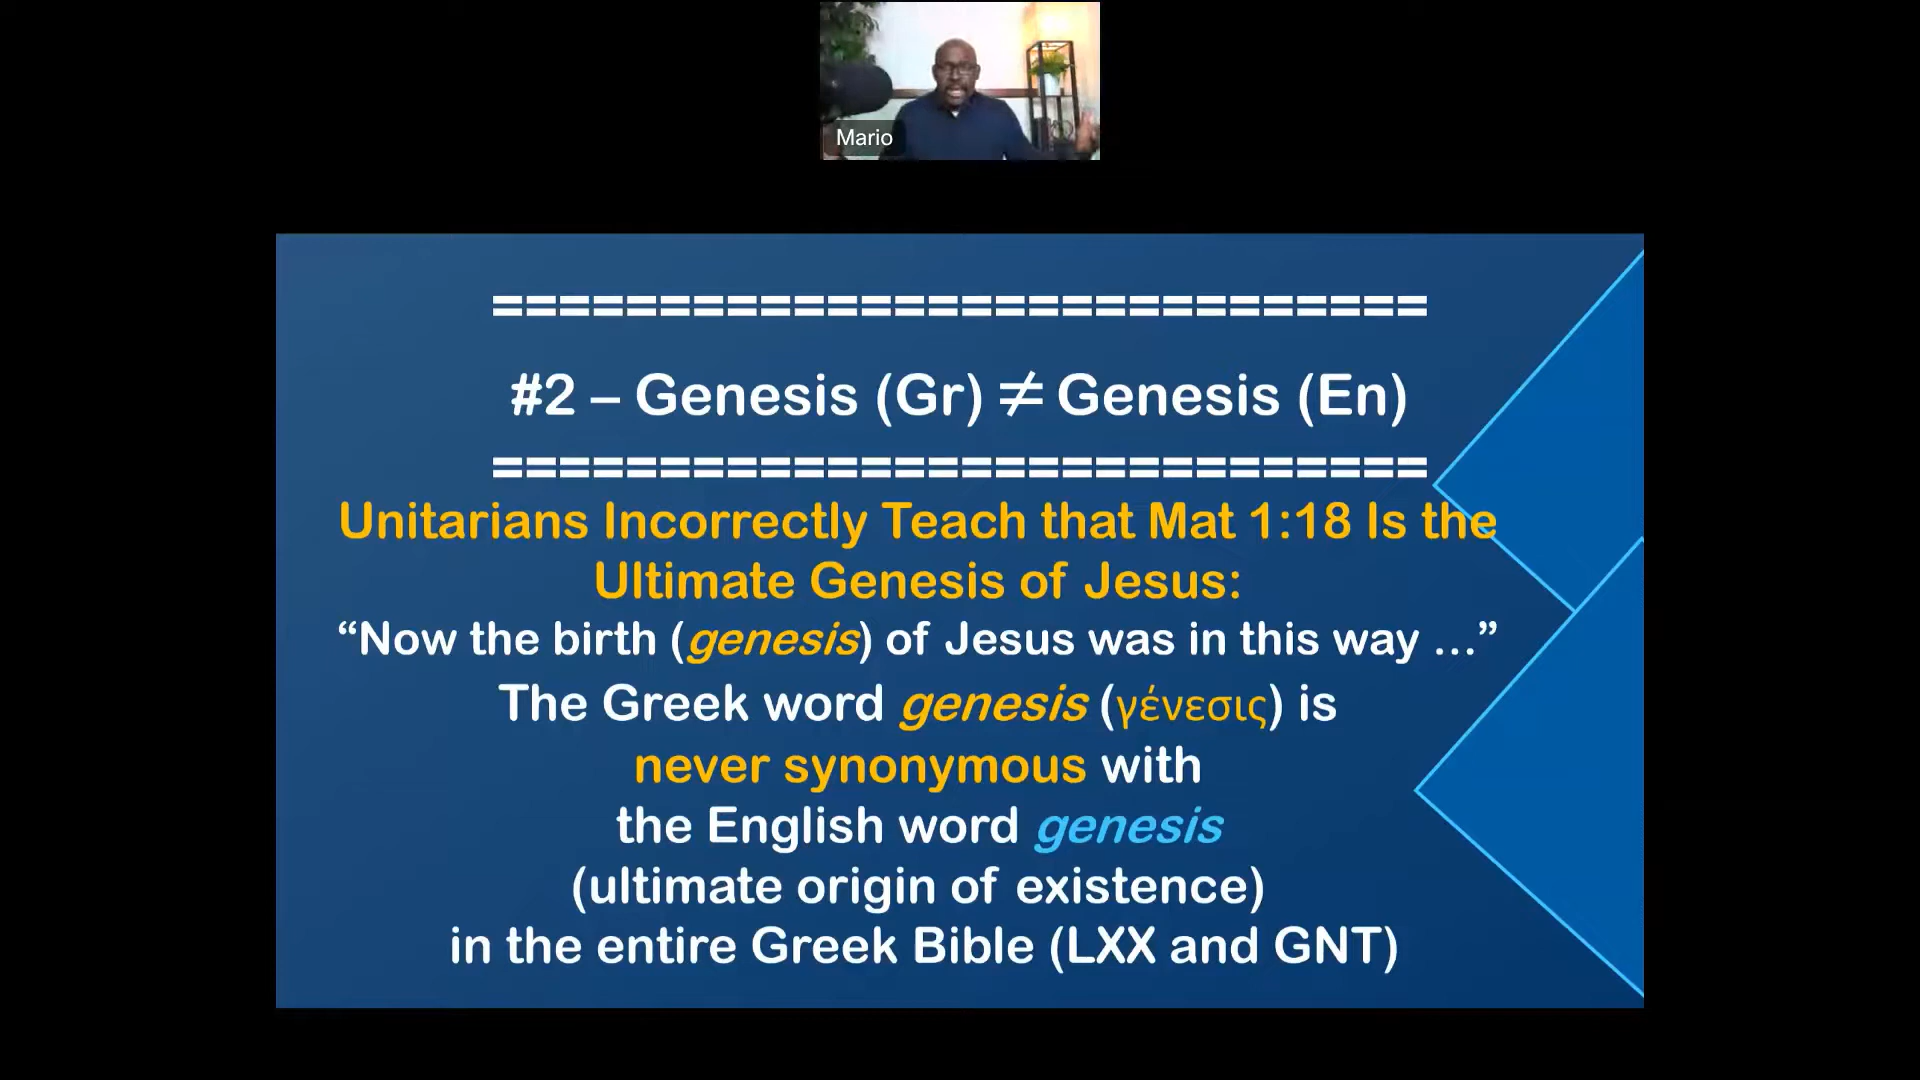 Mario
============================
#2 – Genesis (Gr) ≠ Genesis (En)
============================
Unitarians Incorrectly Teach that Mat 1:18 Is the
Ultimate Genesis of Jesus:
“Now the birth (genesis) of Jesus was in this way …”
The Greek word genesis (γένεσις) is
never synonymous with
the English word genesis
(ultimate origin of existence)
in the entire Greek Bible (LXX and GNT)